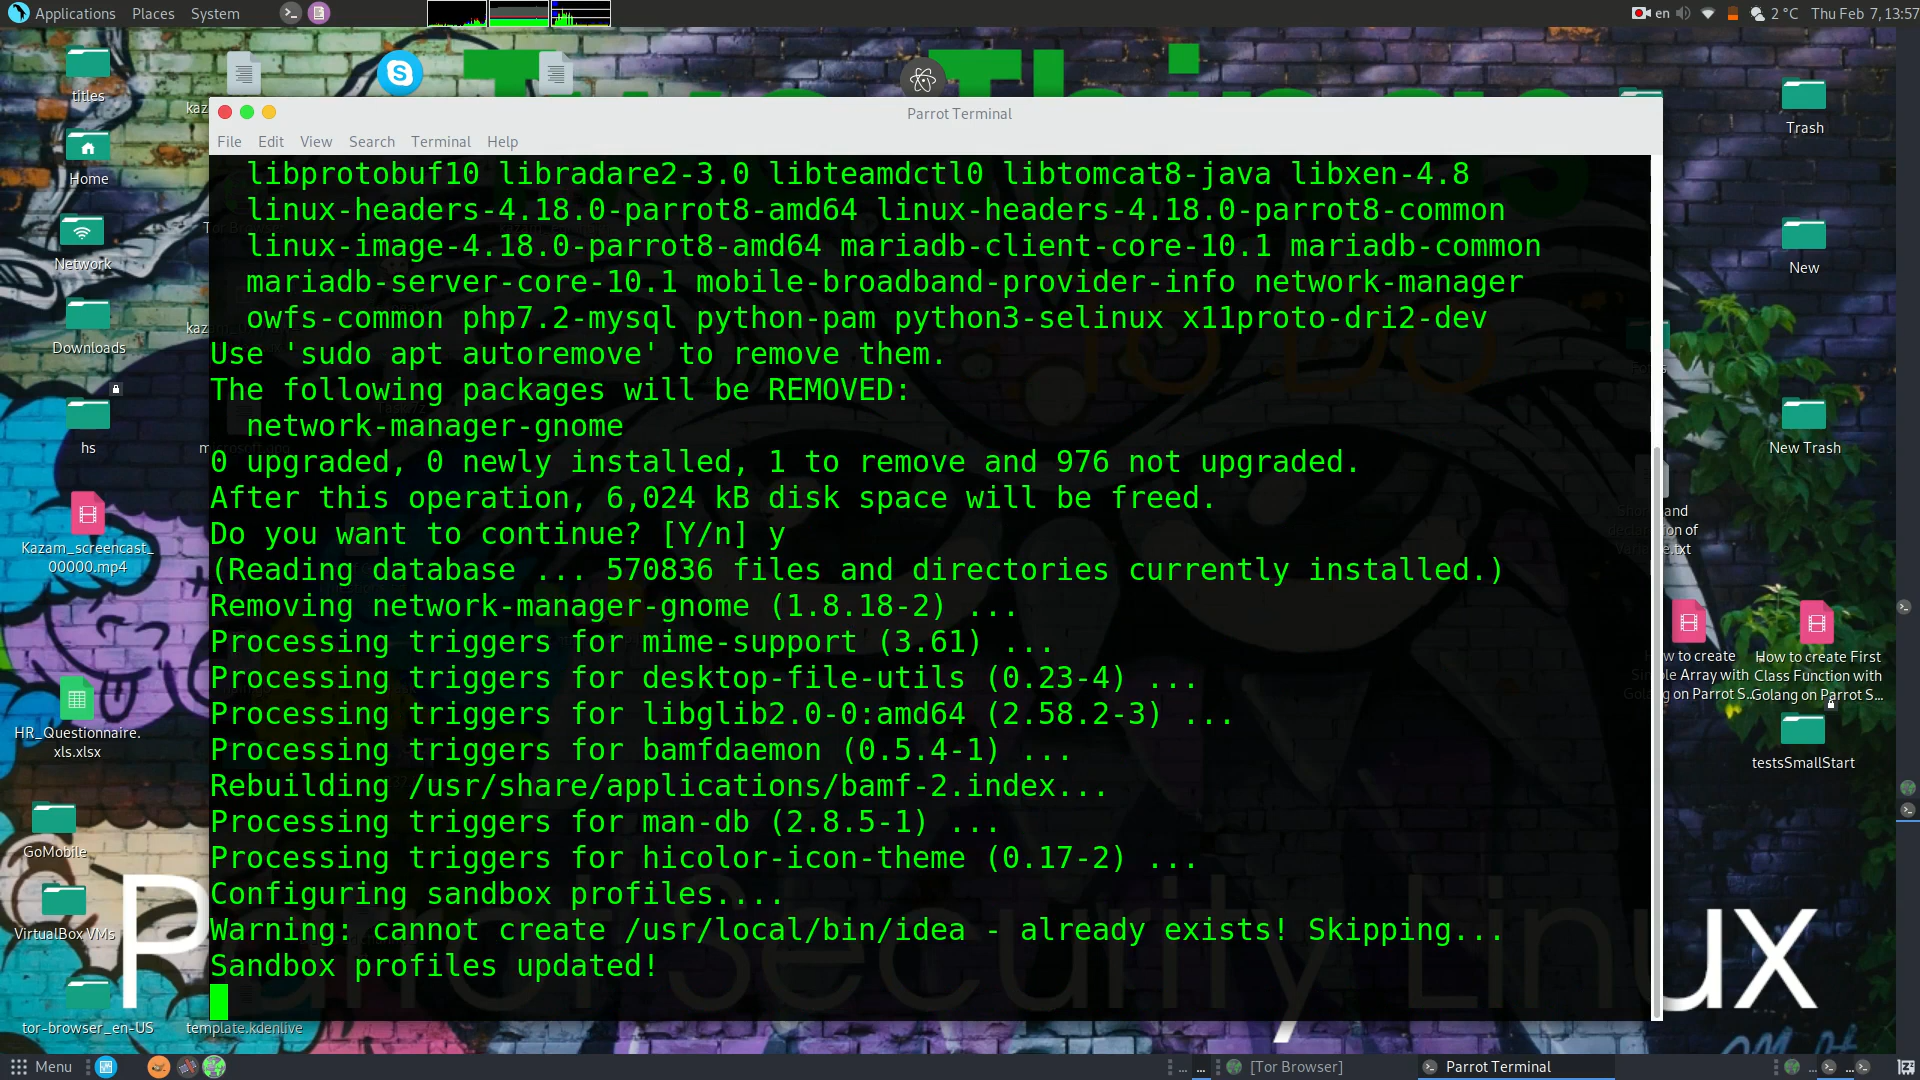 Applications Places System
en 2 °C Thu Feb 7, 13:57
titles
Home
Network
Downloads
hs
Kazam_screencast_
00000.mp4
HR_Questionnaire.
xls.xlsx
GoMobile
VirtualBox VMs
tor-browser_en-US
template.kdenlive
Parrot Terminal
File Edit View Search Terminal Help
libprotobuf10 libradare2-3.0 libteamdctl0 libtomcat8-java libxen-4.8
linux-headers-4.18.0-parrot8-amd64 linux-headers-4.18.0-parrot8-common
linux-image-4.18.0-parrot8-amd64 mariadb-client-core-10.1 mariadb-common
mariadb-server-core-10.1 mobile-broadband-provider-info network-manager
owfs-common php7.2-mysql python-pam python3-selinux x11proto-dri2-dev
Use 'sudo apt autoremove' to remove them.
The following packages will be REMOVED:
network-manager-gnome
0 upgraded, 0 newly installed, 1 to remove and 976 not upgraded.
After this operation, 6,024 kB disk space will be freed.
Do you want to continue? [Y/n] y
(Reading database ... 570836 files and directories currently installed.)
Removing network-manager-gnome (1.8.18-2) ...
Processing triggers for mime-support (3.61) ...
Processing triggers for desktop-file-utils (0.23-4) ...
Processing triggers for libglib2.0-0:amd64 (2.58.2-3) ...
Processing triggers for bamfdaemon (0.5.4-1) ...
Rebuilding /usr/share/applications/bamf-2.index...
Processing triggers for man-db (2.8.5-1) ...
Processing triggers for hicolor-icon-theme (0.17-2) ...
Configuring sandbox profiles....
Warning: cannot create /usr/local/bin/idea - already exists! Skipping...
Sandbox profiles updated!
Parrot Security Linux
Trash
New
New Trash
How to create First
Class Function with
Golang on Parrot S...
testsSmallStart
Menu
[Tor Browser]
Parrot Terminal